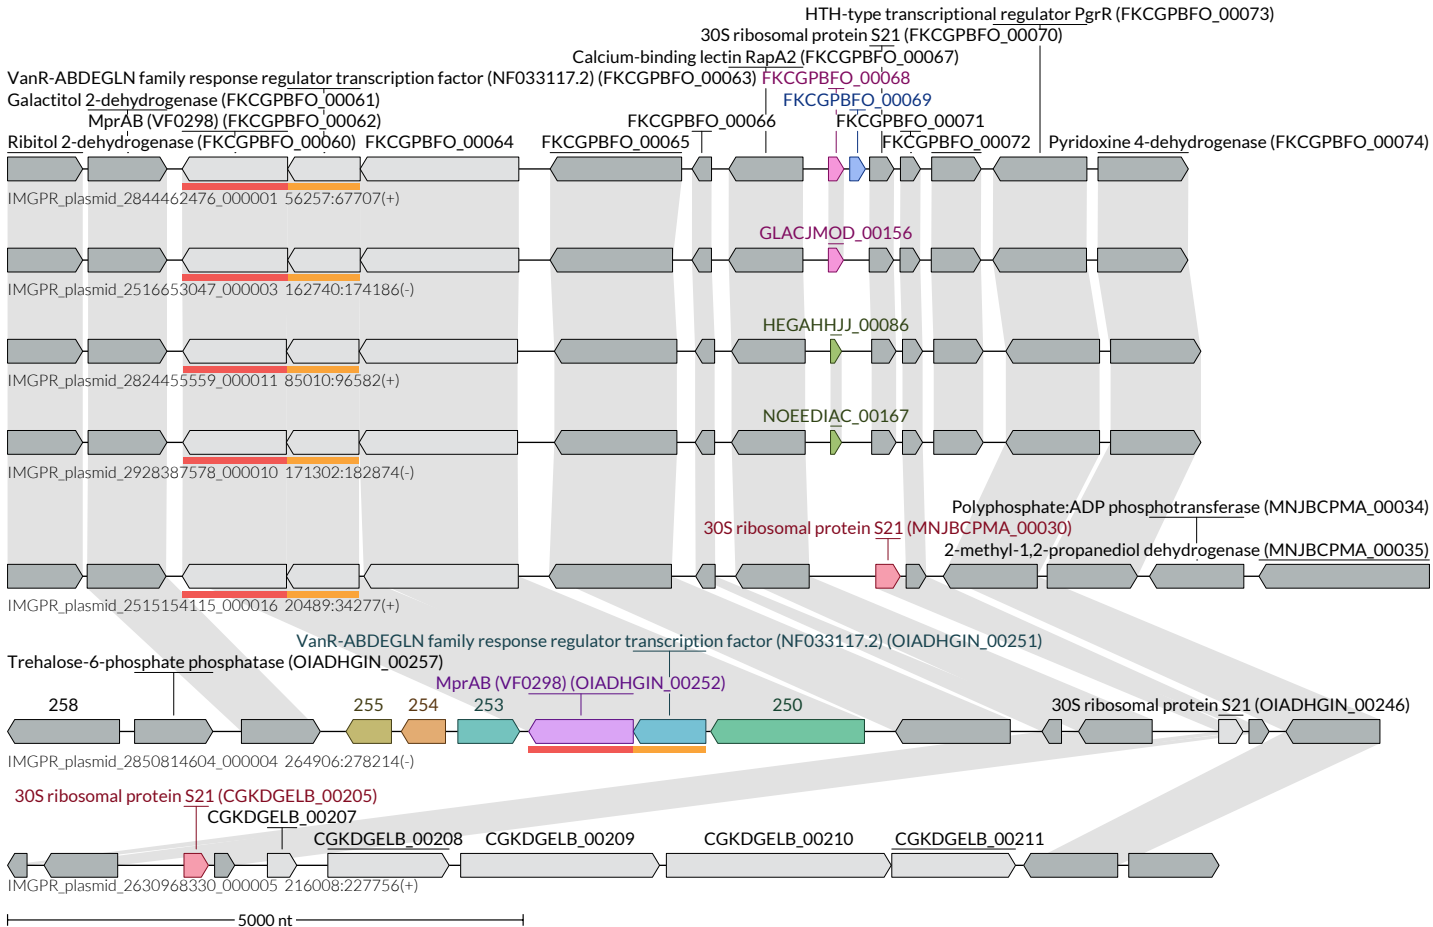 HTH-type transcriptional regulator PgrR (FKCGPBFO_00073)
30S ribosomal protein S21 (FKCGPBFO_00070)
Calcium-binding lectin RapA2 (FKCGPBFO_00067)
VanR-ABDEGLN family response regulator transcription factor (NF033117.2) (FKCGPBFO_00063) FKCGPBFO_00068
Galactitol 2-dehydrogenase (FKCGPBFO_00061) FKCGPBFO_00069
MprAB (VF0298) (FKCGPBFO_00062) FKCGPBFO_00066 FKCGPBFO_00071
Ribitol 2-dehydrogenase (FKCGPBFO_00060) FKCGPBFO_00064 FKCGPBFO_00065 FKCGPBFO_00072 Pyridoxine 4-dehydrogenase (FKCGPBFO_00074)
IMGPR_plasmid_2844462476_000001 56257:67707(+)
GLACJMOD_00156
IMGPR_plasmid_2516653047_000003 162740:174186(-)
HEGAHHJJ_00086
IMGPR_plasmid_2824455559_000011 85010:96582(+)
NOEEDIAC_00167
IMGPR_plasmid_2928387578_000010 171302:182874(-)
Polyphosphate:ADP phosphotransferase (MNJBCPMA_00034)
30S ribosomal protein S21 (MNJBCPMA_00030)
2-methyl-1,2-propanediol dehydrogenase (MNJBCPMA_00035)
IMGPR_plasmid_2515154115_000016 20489:34277(+)
VanR-ABDEGLN family response regulator transcription factor (NF033117.2) (OIADHGIN_00251)
Trehalose-6-phosphate phosphatase (OIADHGIN_00257)
MprAB (VF0298) (OIADHGIN_00252)
258 255 254 253 250 30S ribosomal protein S21 (OIADHGIN_00246)
IMGPR_plasmid_2850814604_000004 264906:278214(-)
30S ribosomal protein S21 (CGKDGELB_00205)
CGKDGELB_00207
CGKDGELB_00208 CGKDGELB_00209 CGKDGELB_00210 CGKDGELB_00211
IMGPR_plasmid_2630968330_000005 216008:227756(+)
5000 nt